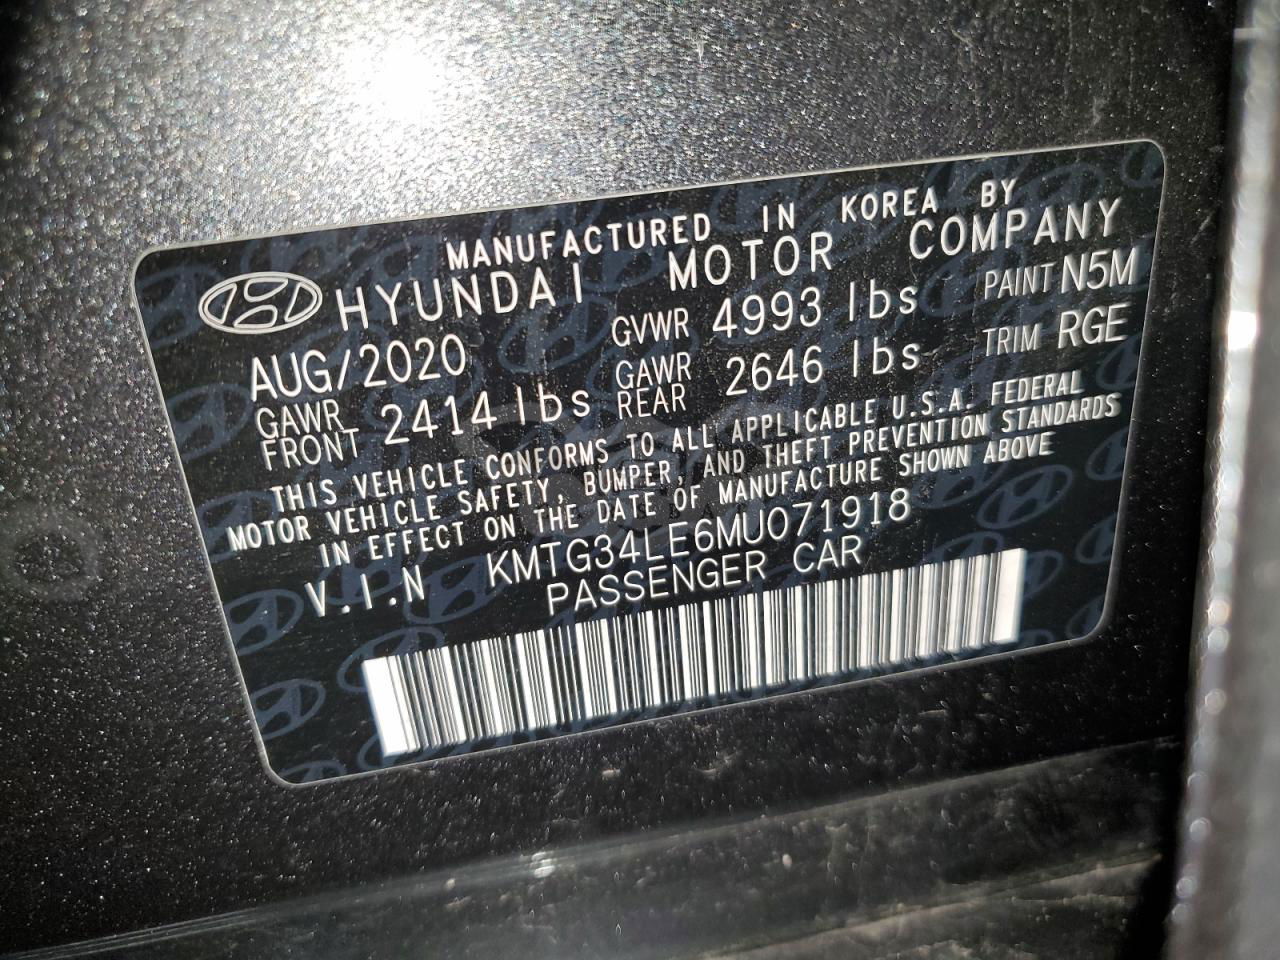 MANUFACTURED IN KOREA BY
HYUNDAI MOTOR COMPANY
AUG/2020 GVWR 4993 lbs PAINT N5M
GAWR FRONT 2414 lbs GAWR REAR 2646 lbs TRIM RGE
THIS VEHICLE CONFORMS TO ALL APPLICABLE U.S.A. FEDERAL
MOTOR VEHICLE SAFETY, BUMPER, AND THEFT PREVENTION STANDARDS
IN EFFECT ON THE DATE OF MANUFACTURE SHOWN ABOVE
V.I.N KMTG34LE6MU071918
PASSENGER CAR